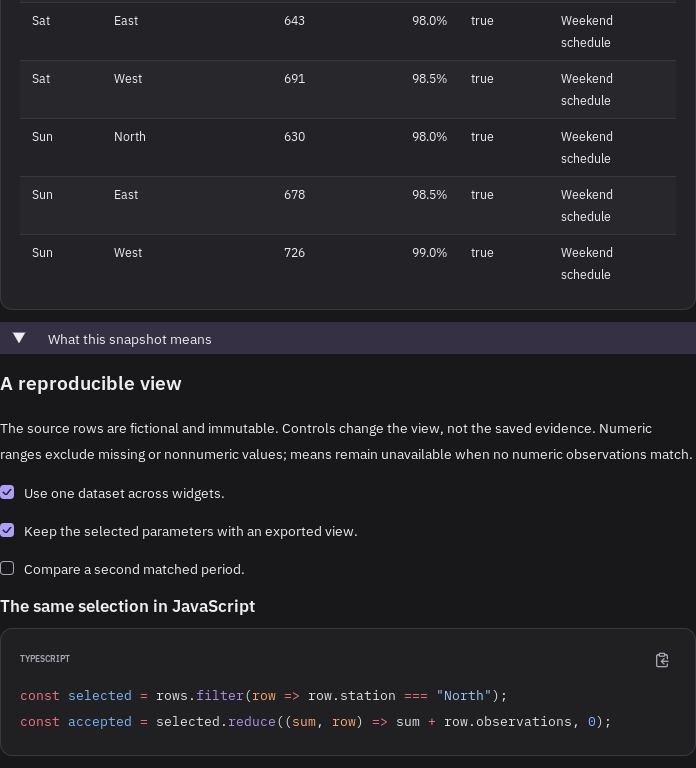 Sat East 643 98.0% true Weekend
schedule
Sat West 691 98.5% true Weekend
schedule
Sun North 630 98.0% true Weekend
schedule
Sun East 678 98.5% true Weekend
schedule
Sun West 726 99.0% true Weekend
schedule
What this snapshot means
A reproducible view
The source rows are fictional and immutable. Controls change the view, not the saved evidence. Numeric
ranges exclude missing or nonnumeric values; means remain unavailable when no numeric observations match.
Use one dataset across widgets.
Keep the selected parameters with an exported view.
Compare a second matched period.
The same selection in JavaScript
TYPESCRIPT
const selected = rows.filter(row => row.station === "North");
const accepted = selected.reduce((sum, row) => sum + row.observations, 0);